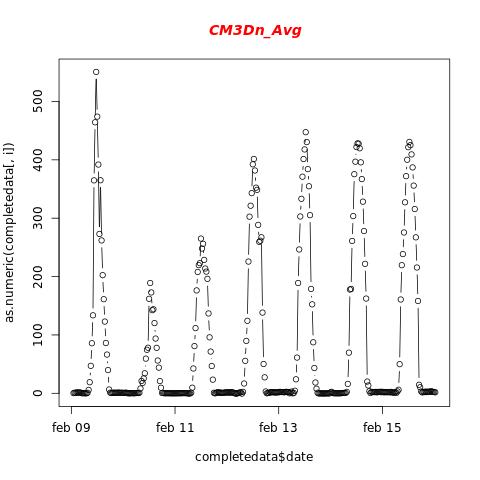 CM3Dn_Avg
as.numeric(completedata[, i])
500
400
300
200
100
0
feb 09
feb 11
feb 13
feb 15
completedata$date